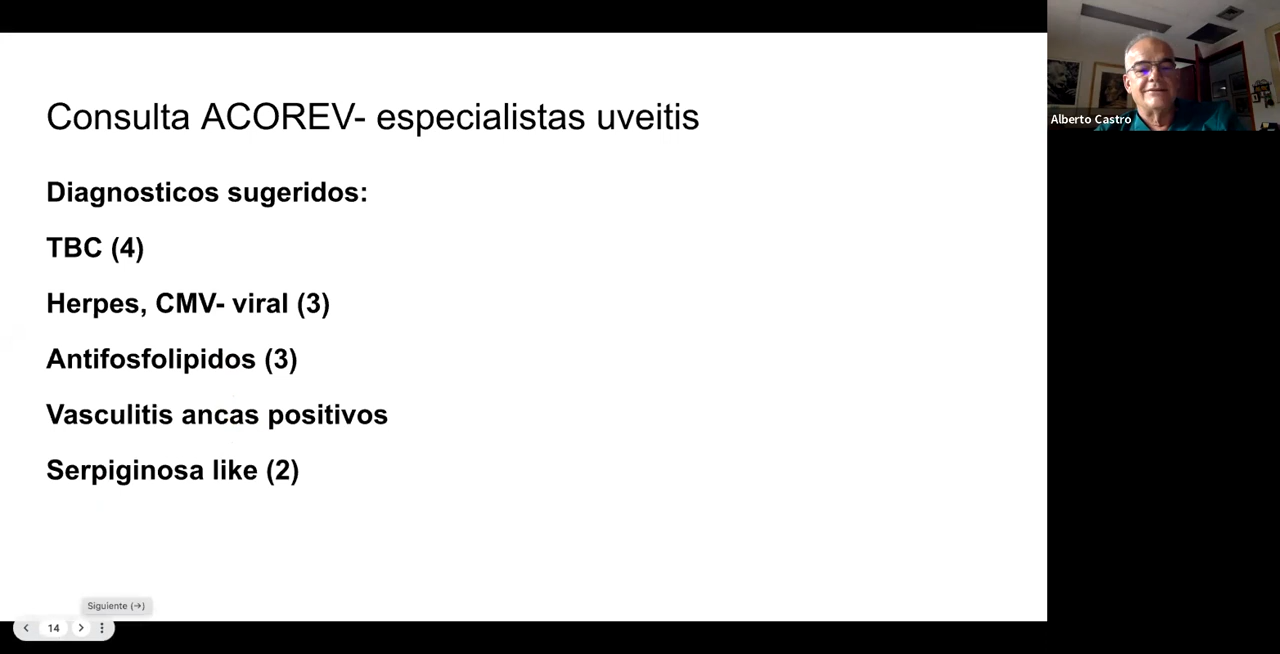 Consulta ACOREV- especialistas uveitis
Diagnosticos sugeridos:
TBC (4)
Herpes, CMV- viral (3)
Antifosfolipidos (3)
Vasculitis ancas positivos
Serpiginosa like (2)
Siguiente (→)
14
Alberto Castro